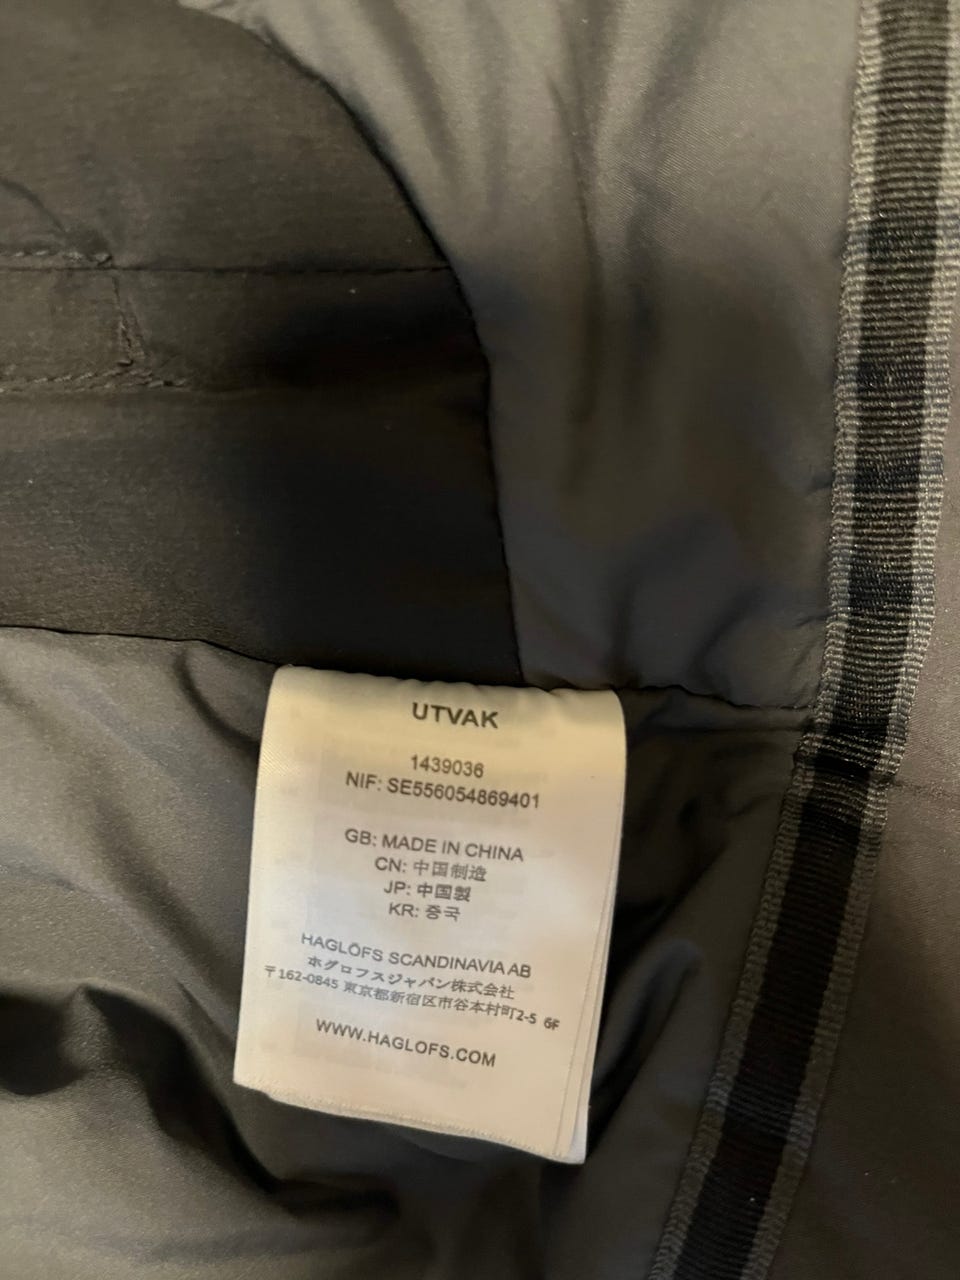 UTVAK
1439036
NIF: SE556054869401
GB: MADE IN CHINA
CN: 中国制造
JP: 中国製
KR: 중국
HAGLÖFS SCANDINAVIA AB
ホグロフスジャパン株式会社
〒162-0845 東京都新宿区市谷本村町2-5 6F
WWW.HAGLOFS.COM